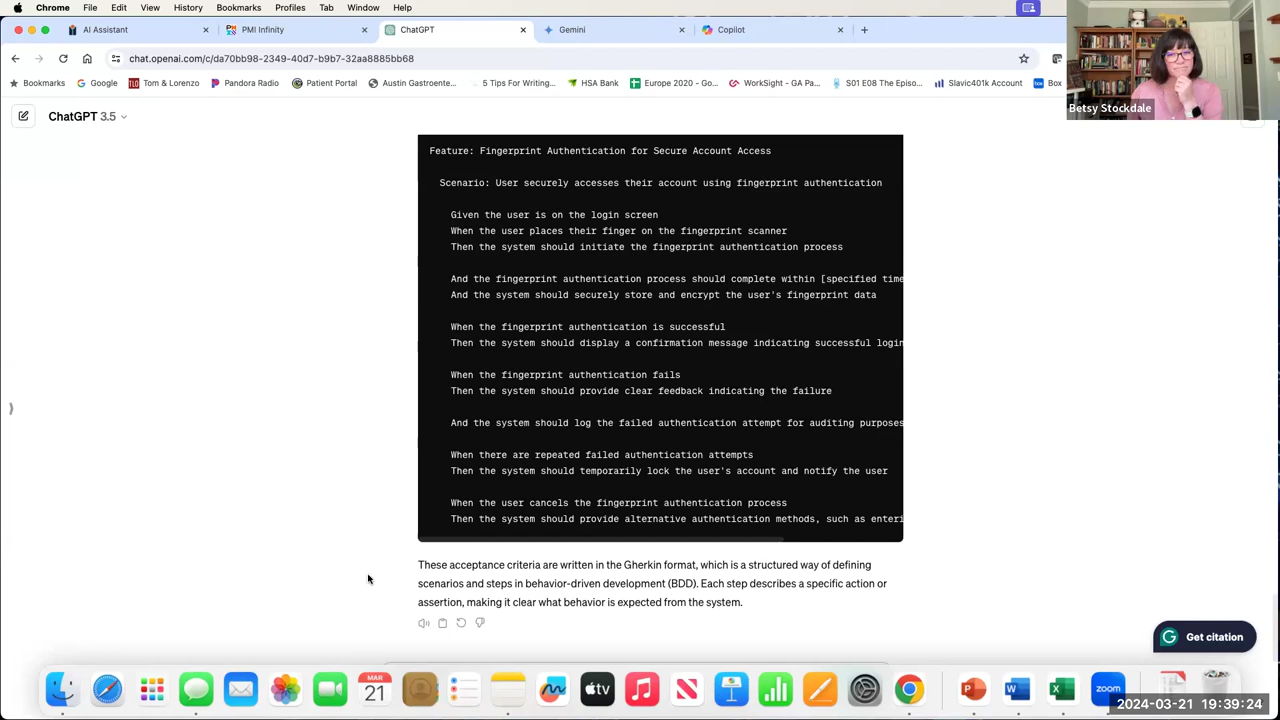 Chrome File Edit View History Bookmarks Profiles Tab Window Help
AI Assistant PMI Infinity ChatGPT Gemini Copilot
chat.openai.com/c/da70bb98-2349-40d7-b9b7-32aa8885bb68
Bookmarks Google Tom & Lorenzo Pandora Radio Patient Portal Austin Gastroente... 5 Tips For Writing... HSA Bank Europe 2020 - Go... WorkSight - GA Pa... S01 E08 The Episo... Slavic401k Account Box
Betsy Stockdale
ChatGPT 3.5
Feature: Fingerprint Authentication for Secure Account Access
Scenario: User securely accesses their account using fingerprint authentication
Given the user is on the login screen
When the user places their finger on the fingerprint scanner
Then the system should initiate the fingerprint authentication process
And the fingerprint authentication process should complete within [specified time
And the system should securely store and encrypt the user's fingerprint data
When the fingerprint authentication is successful
Then the system should display a confirmation message indicating successful login
When the fingerprint authentication fails
Then the system should provide clear feedback indicating the failure
And the system should log the failed authentication attempt for auditing purposes
When there are repeated failed authentication attempts
Then the system should temporarily lock the user's account and notify the user
When the user cancels the fingerprint authentication process
Then the system should provide alternative authentication methods, such as enteri
These acceptance criteria are written in the Gherkin format, which is a structured way of defining
scenarios and steps in behavior-driven development (BDD). Each step describes a specific action or
assertion, making it clear what behavior is expected from the system.
Get citation
MAR
21
tv
zoom
2024-03-21 19:39:24